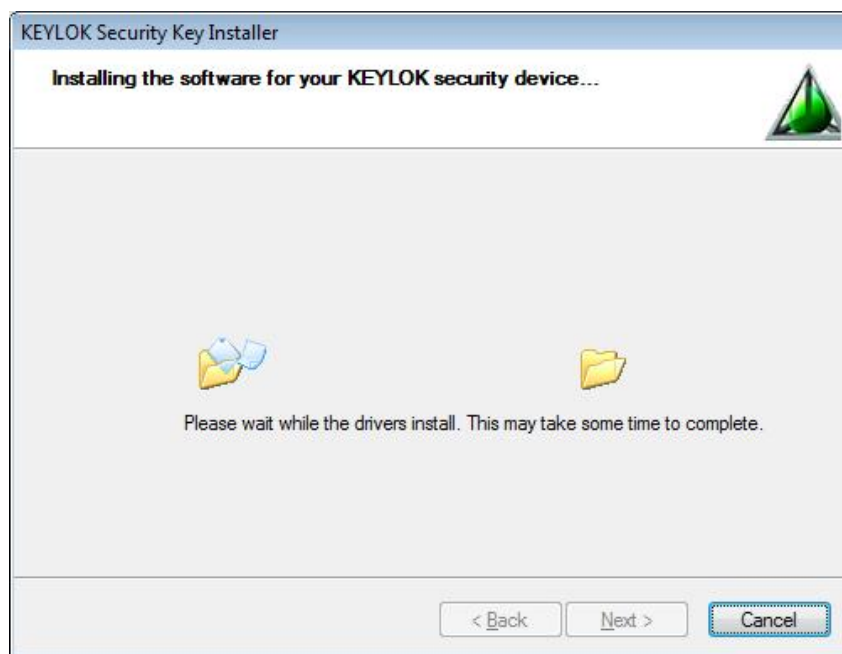 KEYLOK Security Key Installer
Installing the software for your KEYLOK security device...
Please wait while the drivers install. This may take some time to complete.
< Back
Next >
Cancel